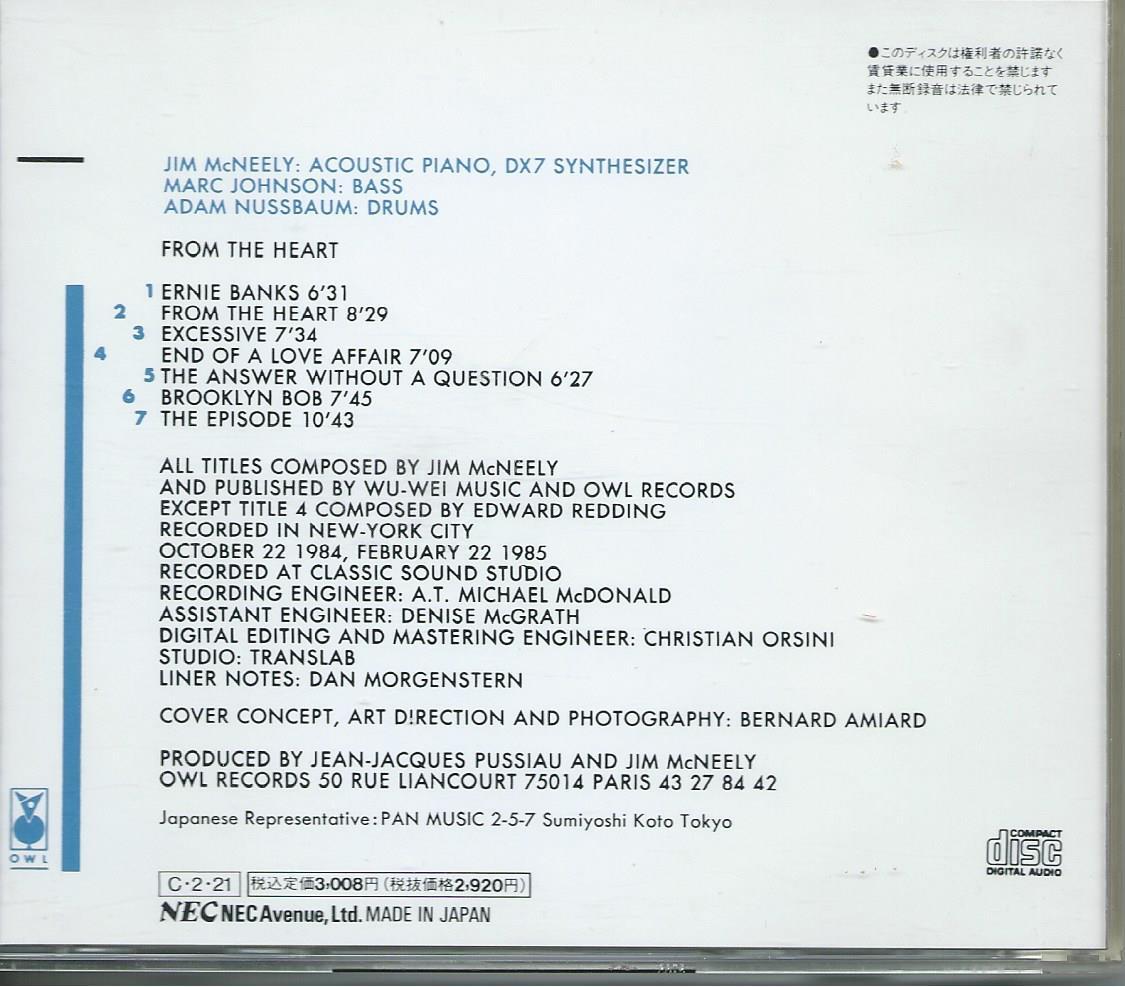 ●このディスクは権利者の許諾なく
賃貸業に使用することを禁じます
また無断録音は法律で禁じられて
います
JIM McNEELY: ACOUSTIC PIANO, DX7 SYNTHESIZER
MARC JOHNSON: BASS
ADAM NUSSBAUM: DRUMS
FROM THE HEART
1 ERNIE BANKS 6'31
2 FROM THE HEART 8'29
3 EXCESSIVE 7'34
4 END OF A LOVE AFFAIR 7'09
5 THE ANSWER WITHOUT A QUESTION 6'27
6 BROOKLYN BOB 7'45
7 THE EPISODE 10'43
ALL TITLES COMPOSED BY JIM McNEELY
AND PUBLISHED BY WU-WEI MUSIC AND OWL RECORDS
EXCEPT TITLE 4 COMPOSED BY EDWARD REDDING
RECORDED IN NEW-YORK CITY
OCTOBER 22 1984, FEBRUARY 22 1985
RECORDED AT CLASSIC SOUND STUDIO
RECORDING ENGINEER: A.T. MICHAEL McDONALD
ASSISTANT ENGINEER: DENISE McGRATH
DIGITAL EDITING AND MASTERING ENGINEER: CHRISTIAN ORSINI
STUDIO: TRANSLAB
LINER NOTES: DAN MORGENSTERN
COVER CONCEPT, ART D!RECTION AND PHOTOGRAPHY: BERNARD AMIARD
PRODUCED BY JEAN-JACQUES PUSSIAU AND JIM McNEELY
OWL RECORDS 50 RUE LIANCOURT 75014 PARIS 43 27 84 42
Japanese Representative: PAN MUSIC 2-5-7 Sumiyoshi Koto Tokyo
OWL
COMPACT
disc
DIGITAL AUDIO
C・2・21 税込定価3,008円(税抜価格2,920円)
NEC NEC Avenue, Ltd. MADE IN JAPAN